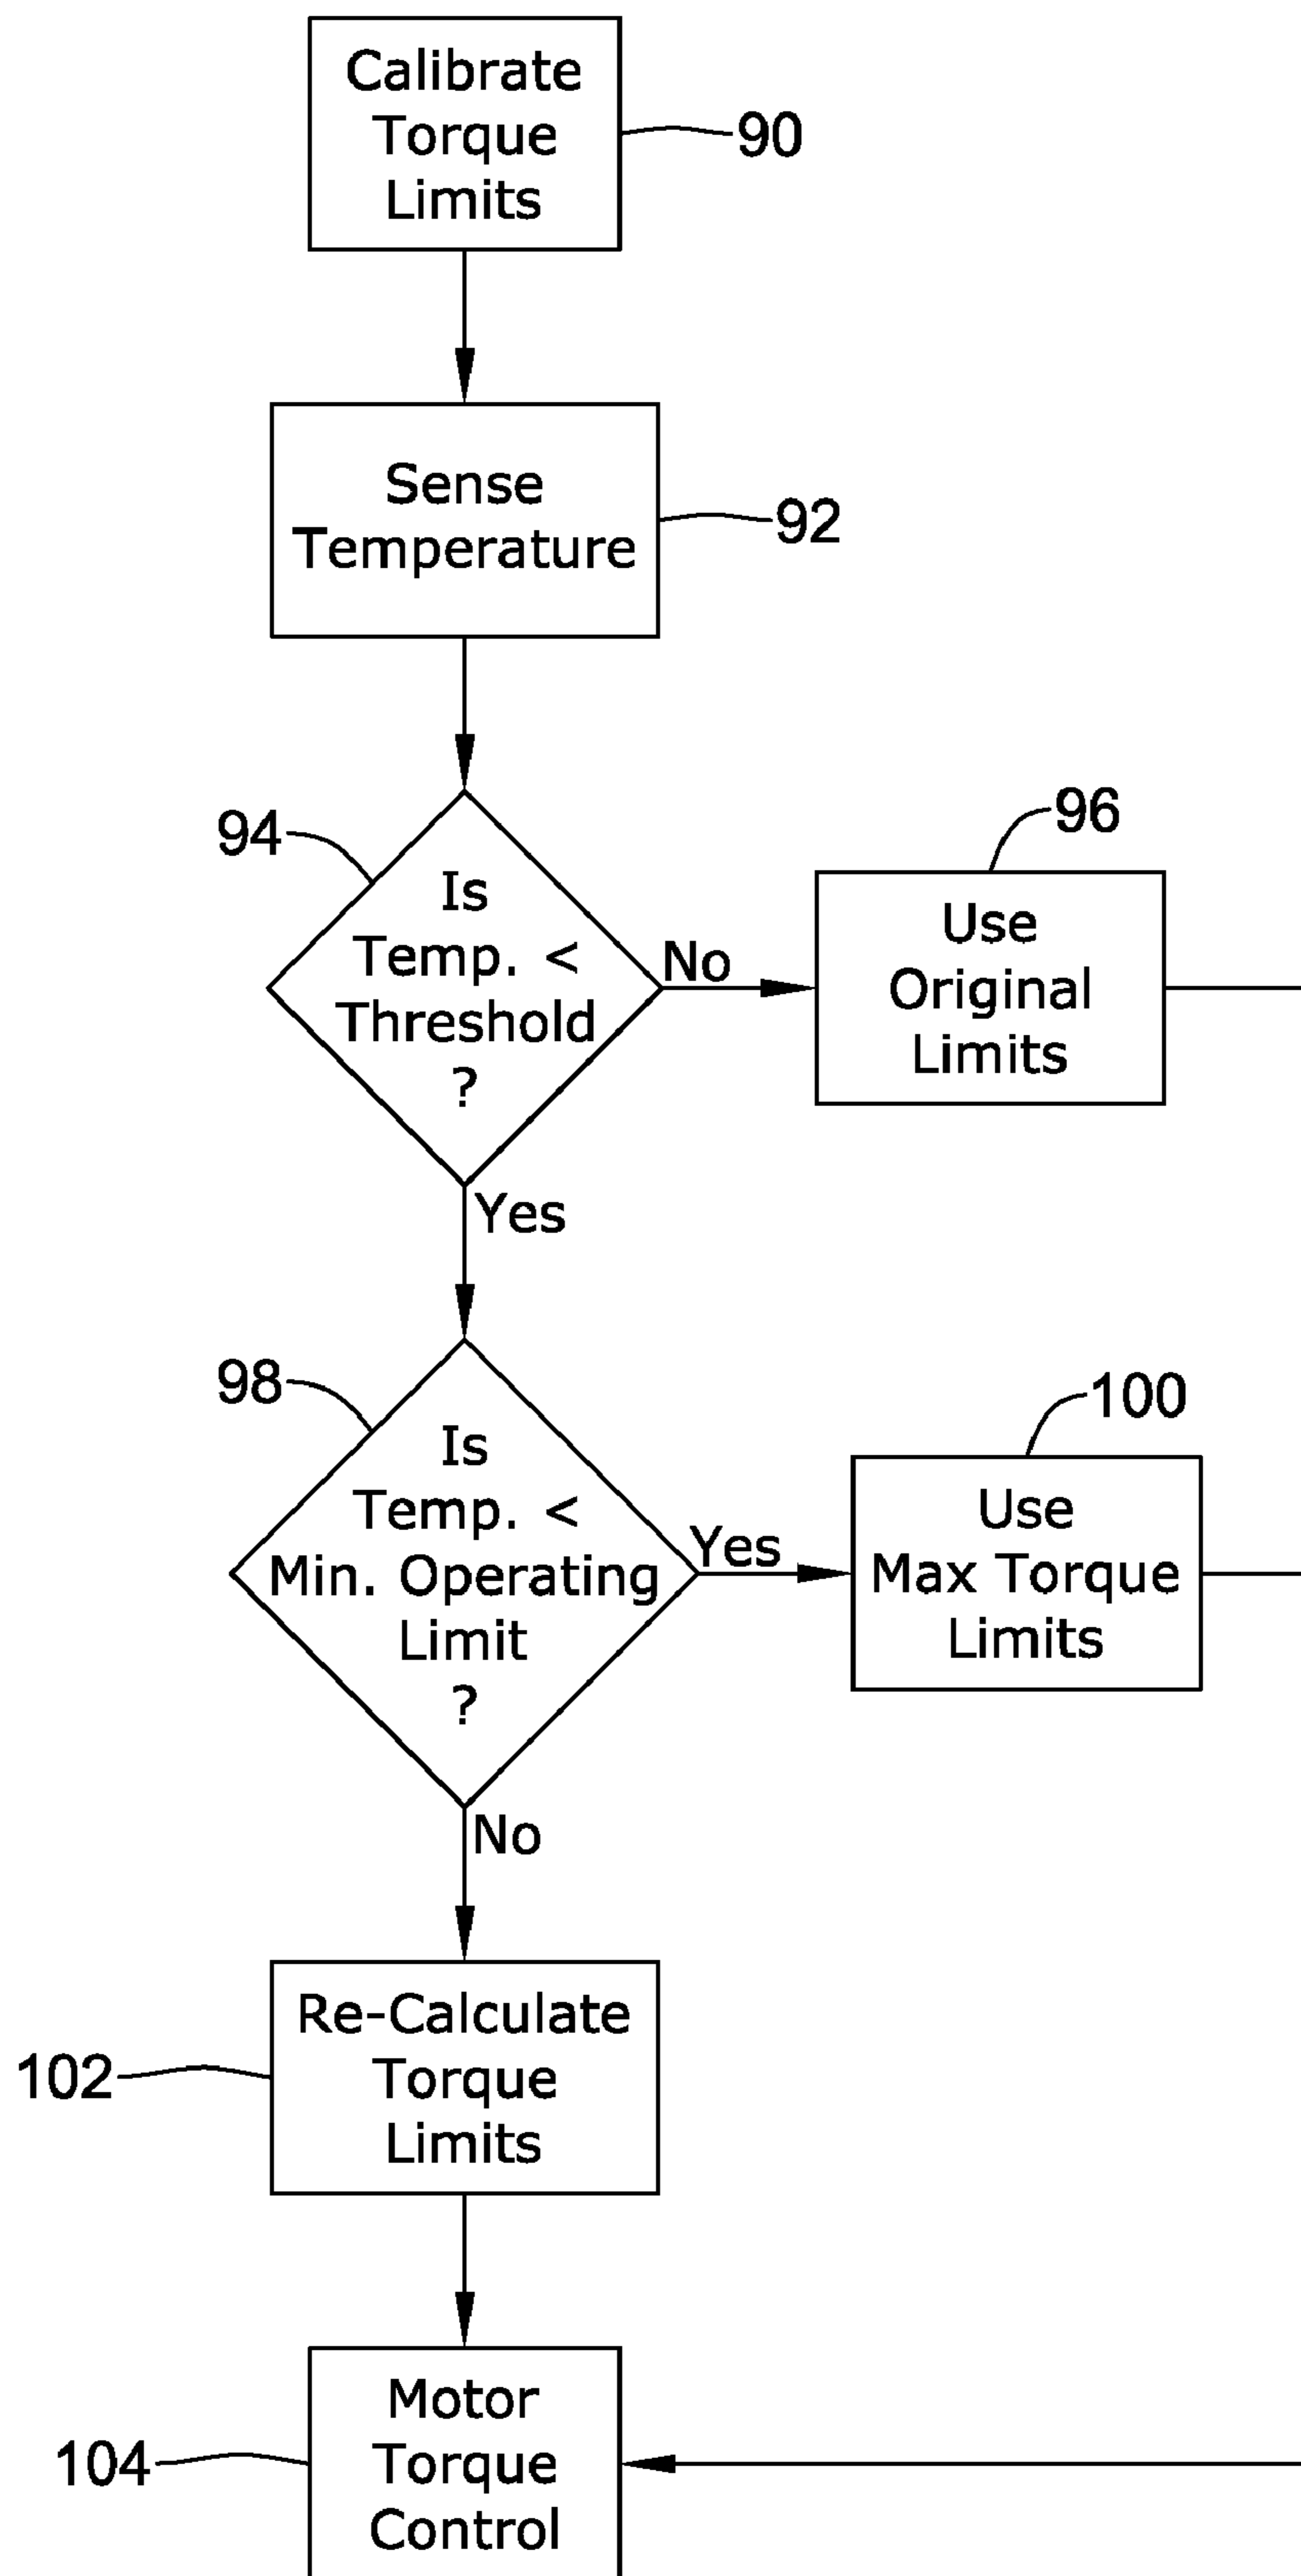 Calibrate
Torque
Limits
90
Sense
Temperature
92
94
Is
Temp. <
Threshold
?
No
96
Use
Original
Limits
Yes
98
Is
Temp. <
Min. Operating
Limit
?
Yes
100
Use
Max Torque
Limits
No
Re-Calculate
Torque
Limits
102
Motor
Torque
Control
104